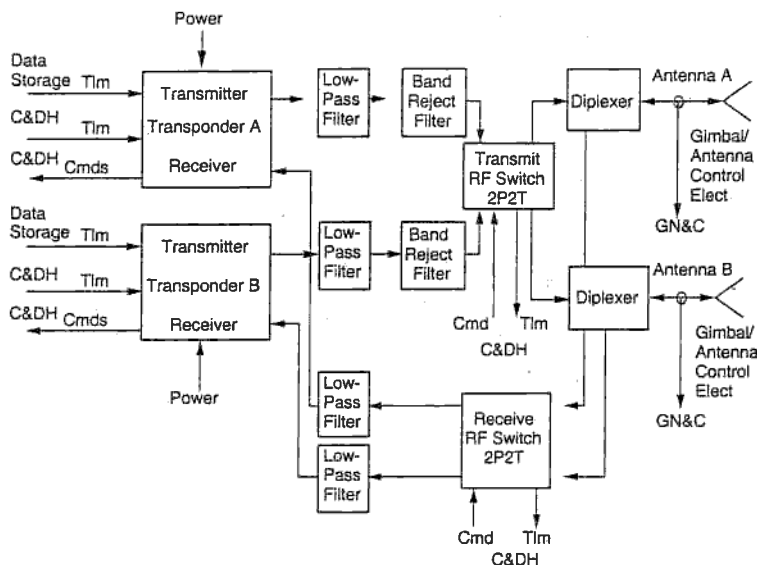 Power
Data
Storage Tlm
C&DH
Tlm
C&DH
Cmds
Transmitter
Transponder A
Receiver
Low-
Pass
Filter
Band
Reject
Filter
Transmit
RF Switch
2P2T
Diplexer
Antenna A
Gimbal/
Antenna
Control
Elect
GN&C
Data
Storage Tlm
C&DH
Tlm
C&DH
Cmds
Transmitter
Transponder B
Receiver
Power
Low-
Pass
Filter
Band
Reject
Filter
Cmd Tlm
C&DH
Diplexer
Antenna B
Gimbal/
Antenna
Control
Elect
GN&C
Low-
Pass
Filter
Low-
Pass
Filter
Receive
RF Switch
2P2T
Cmd Tlm
C&DH